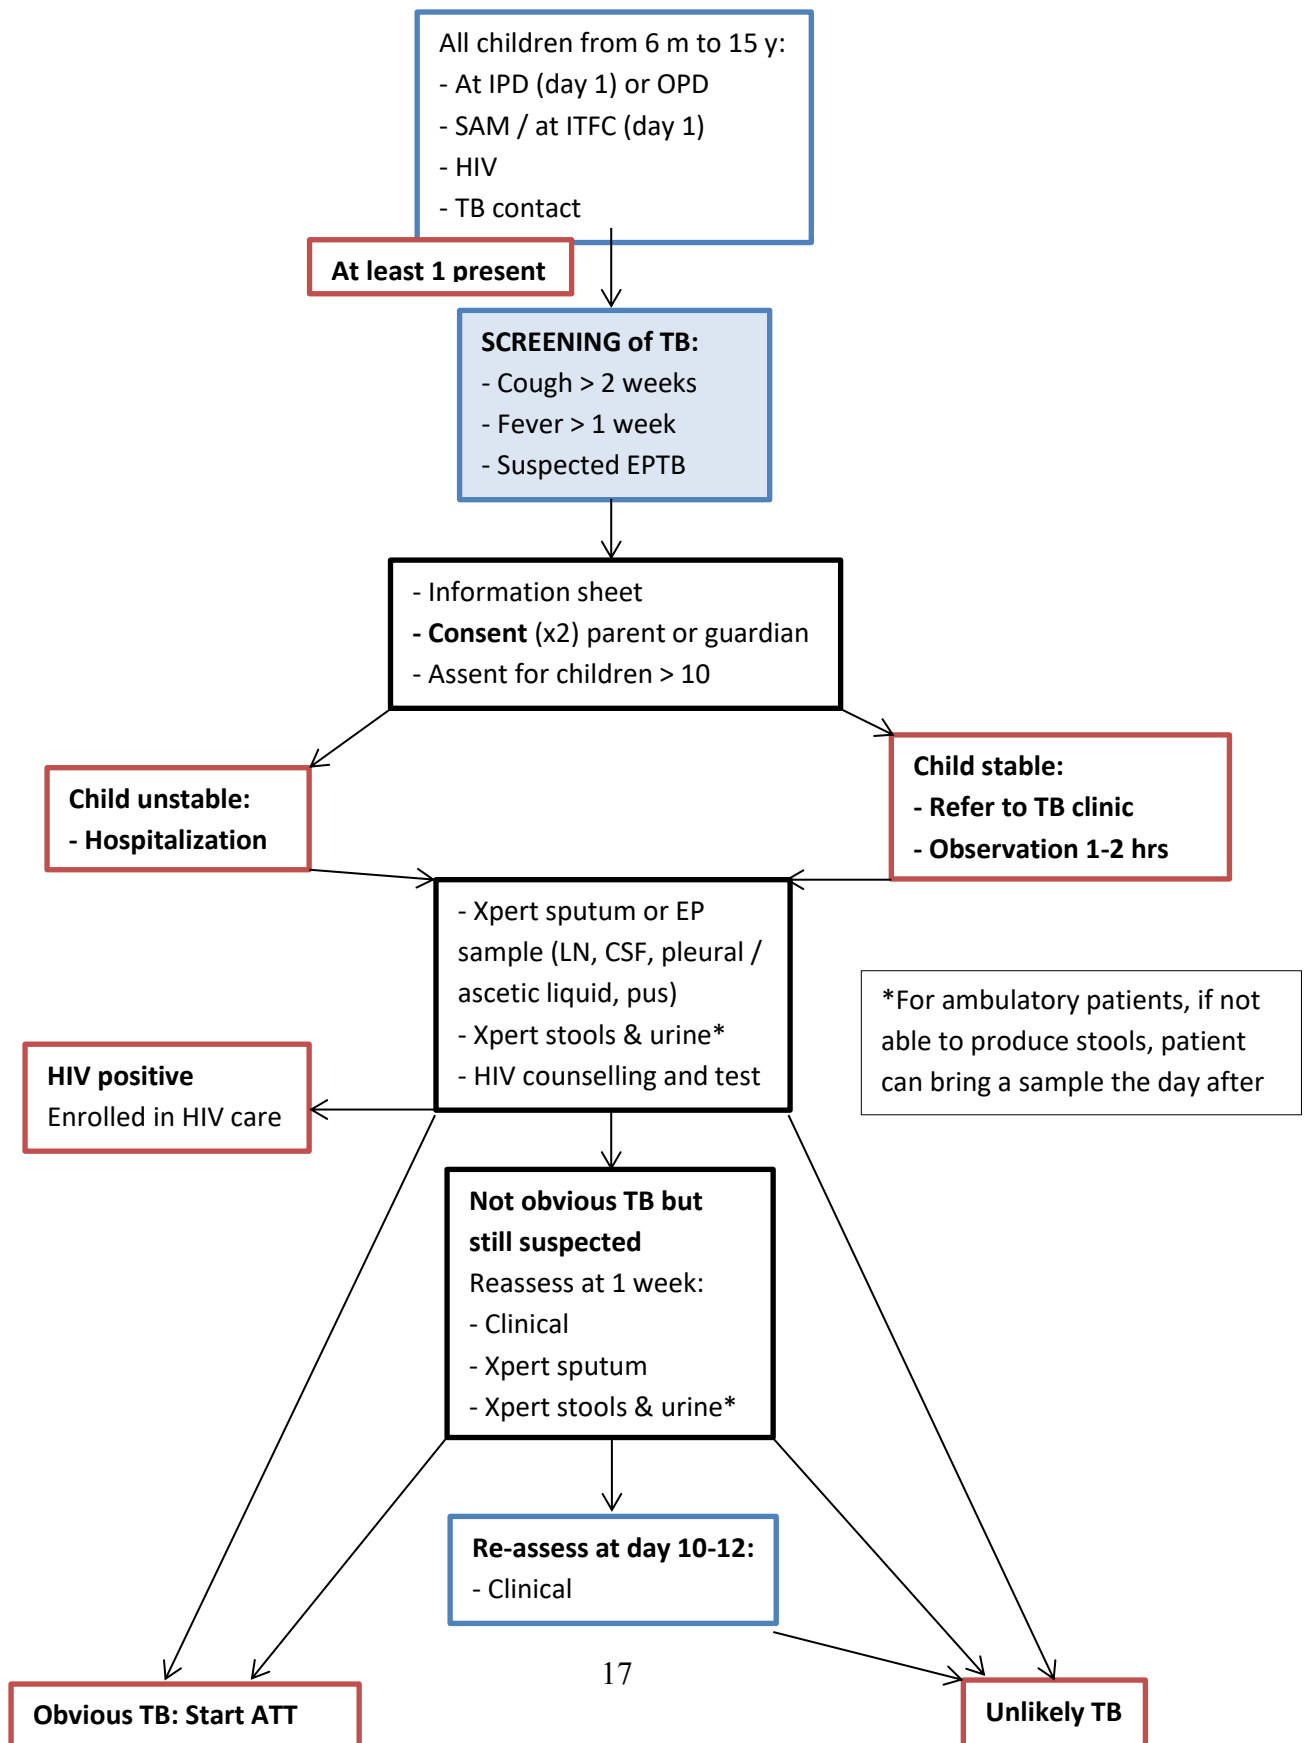 All children from 6 m to 15 y:
- At IPD (day 1) or OPD
- SAM / at ITFC (day 1)
- HIV
- TB contact
At least 1 present
SCREENING of TB:
- Cough > 2 weeks
- Fever > 1 week
- Suspected EPTB
- Information sheet
- Consent (x2) parent or guardian
- Assent for children > 10
Child unstable:
- Hospitalization
Child stable:
- Refer to TB clinic
- Observation 1-2 hrs
- Xpert sputum or EP
sample (LN, CSF, pleural /
ascetic liquid, pus)
- Xpert stools & urine*
- HIV counselling and test
*For ambulatory patients, if not
able to produce stools, patient
can bring a sample the day after
HIV positive
Enrolled in HIV care
Not obvious TB but
still suspected
Reassess at 1 week:
- Clinical
- Xpert sputum
- Xpert stools & urine*
Re-assess at day 10-12:
- Clinical
17
Obvious TB: Start ATT
Unlikely TB